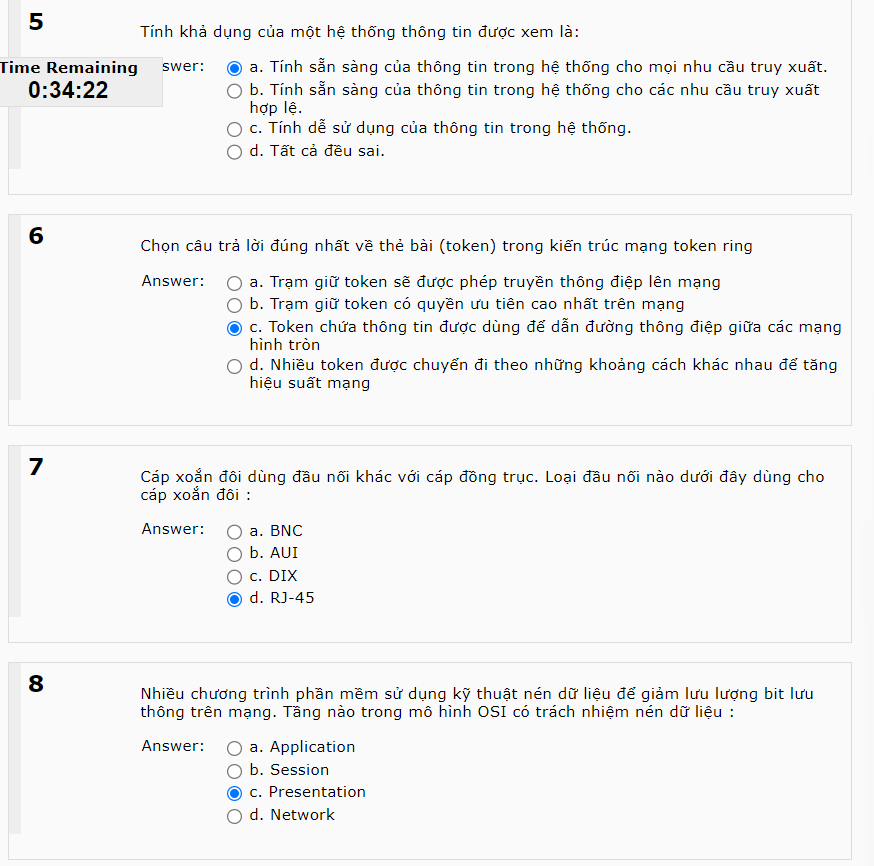 5
Tính khả dụng của một hệ thống thông tin được xem là:
Time Remaining
0:34:22
swer:
a. Tính sẵn sàng của thông tin trong hệ thống cho mọi nhu cầu truy xuất.
b. Tính sẵn sàng của thông tin trong hệ thống cho các nhu cầu truy xuất
hợp lệ.
c. Tính dễ sử dụng của thông tin trong hệ thống.
d. Tất cả đều sai.
6
Chọn câu trả lời đúng nhất về thẻ bài (token) trong kiến trúc mạng token ring
Answer:
a. Trạm giữ token sẽ được phép truyền thông điệp lên mạng
b. Trạm giữ token có quyền ưu tiên cao nhất trên mạng
c. Token chứa thông tin được dùng để dẫn đường thông điệp giữa các mạng
hình tròn
d. Nhiều token được chuyển đi theo những khoảng cách khác nhau để tăng
hiệu suất mạng
7
Cáp xoắn đôi dùng đầu nối khác với cáp đồng trục. Loại đầu nối nào dưới đây dùng cho
cáp xoắn đôi :
Answer:
a. BNC
b. AUI
c. DIX
d. RJ-45
8
Nhiều chương trình phần mềm sử dụng kỹ thuật nén dữ liệu để giảm lưu lượng bit lưu
thông trên mạng. Tầng nào trong mô hình OSI có trách nhiệm nén dữ liệu :
Answer:
a. Application
b. Session
c. Presentation
d. Network